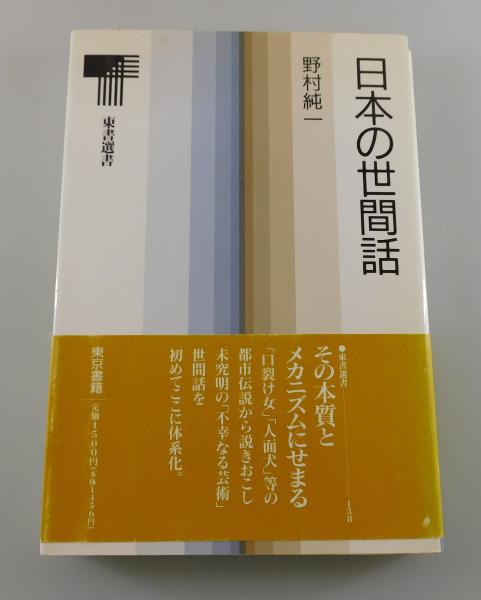 日本の世間話
野村純一
東書選書
●東書選書――138
その本質と
メカニズムにせまる
「口裂け女」「人面犬」等の
都市伝説から説きおこし
未究明の「不幸なる芸術」
世間話を
初めてここに体系化。
東京書籍
定価1500円(本体1456円)